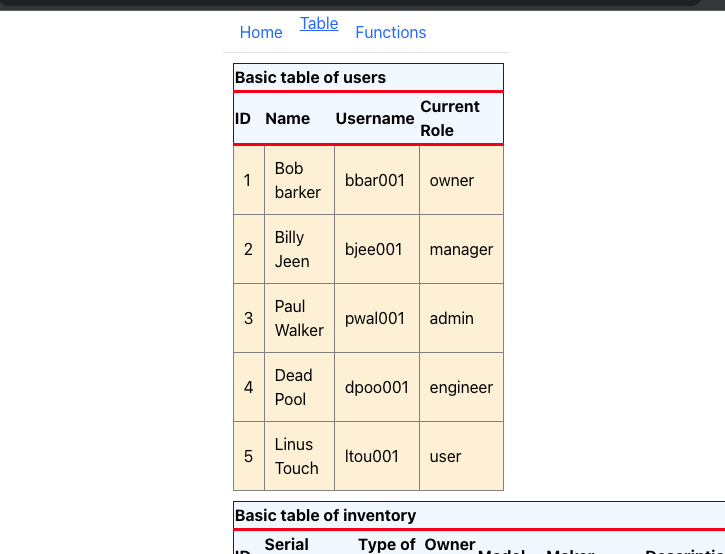 Home Table Functions
Basic table of users
ID Name Username Current Role
1 Bob barker bbar001 owner
2 Billy Jeen bjee001 manager
3 Paul Walker pwal001 admin
4 Dead Pool dpoo001 engineer
5 Linus Touch ltou001 user
Basic table of inventory
Serial Type of Owner
ID Model Maker